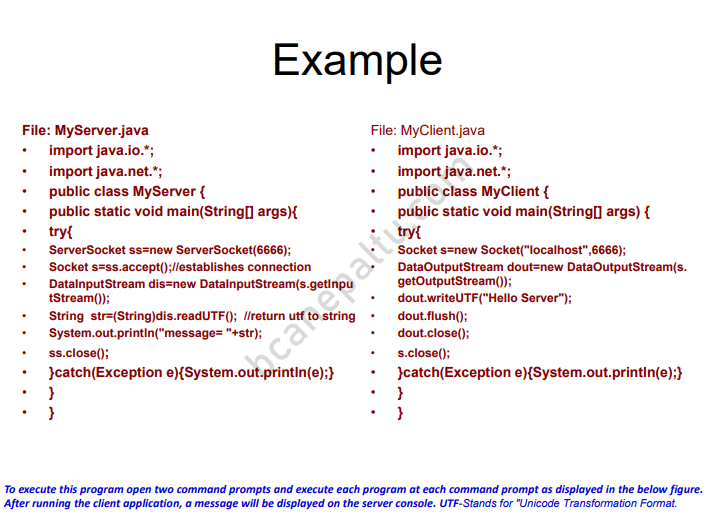 Example
File: MyServer.java
• import java.io.*;
• import java.net.*;
• public class MyServer {
• public static void main(String[] args){
• try{
• ServerSocket ss=new ServerSocket(6666);
• Socket s=ss.accept();//establishes connection
• DataInputStream dis=new DataInputStream(s.getInpu
tStream());
• String  str=(String)dis.readUTF();  //return utf to string
• System.out.println("message= "+str);
• ss.close();
• }catch(Exception e){System.out.println(e);}
• }
• }
File: MyClient.java
• import java.io.*;
• import java.net.*;
• public class MyClient {
• public static void main(String[] args) {
• try{
• Socket s=new Socket("localhost",6666);
• DataOutputStream dout=new DataOutputStream(s.
getOutputStream());
• dout.writeUTF("Hello Server");
• dout.flush();
• dout.close();
• s.close();
• }catch(Exception e){System.out.println(e);}
• }
• }
bcanepaltu.com
To execute this program open two command prompts and execute each program at each command prompt as displayed in the below figure.
After running the client application, a message will be displayed on the server console. UTF-Stands for "Unicode Transformation Format.